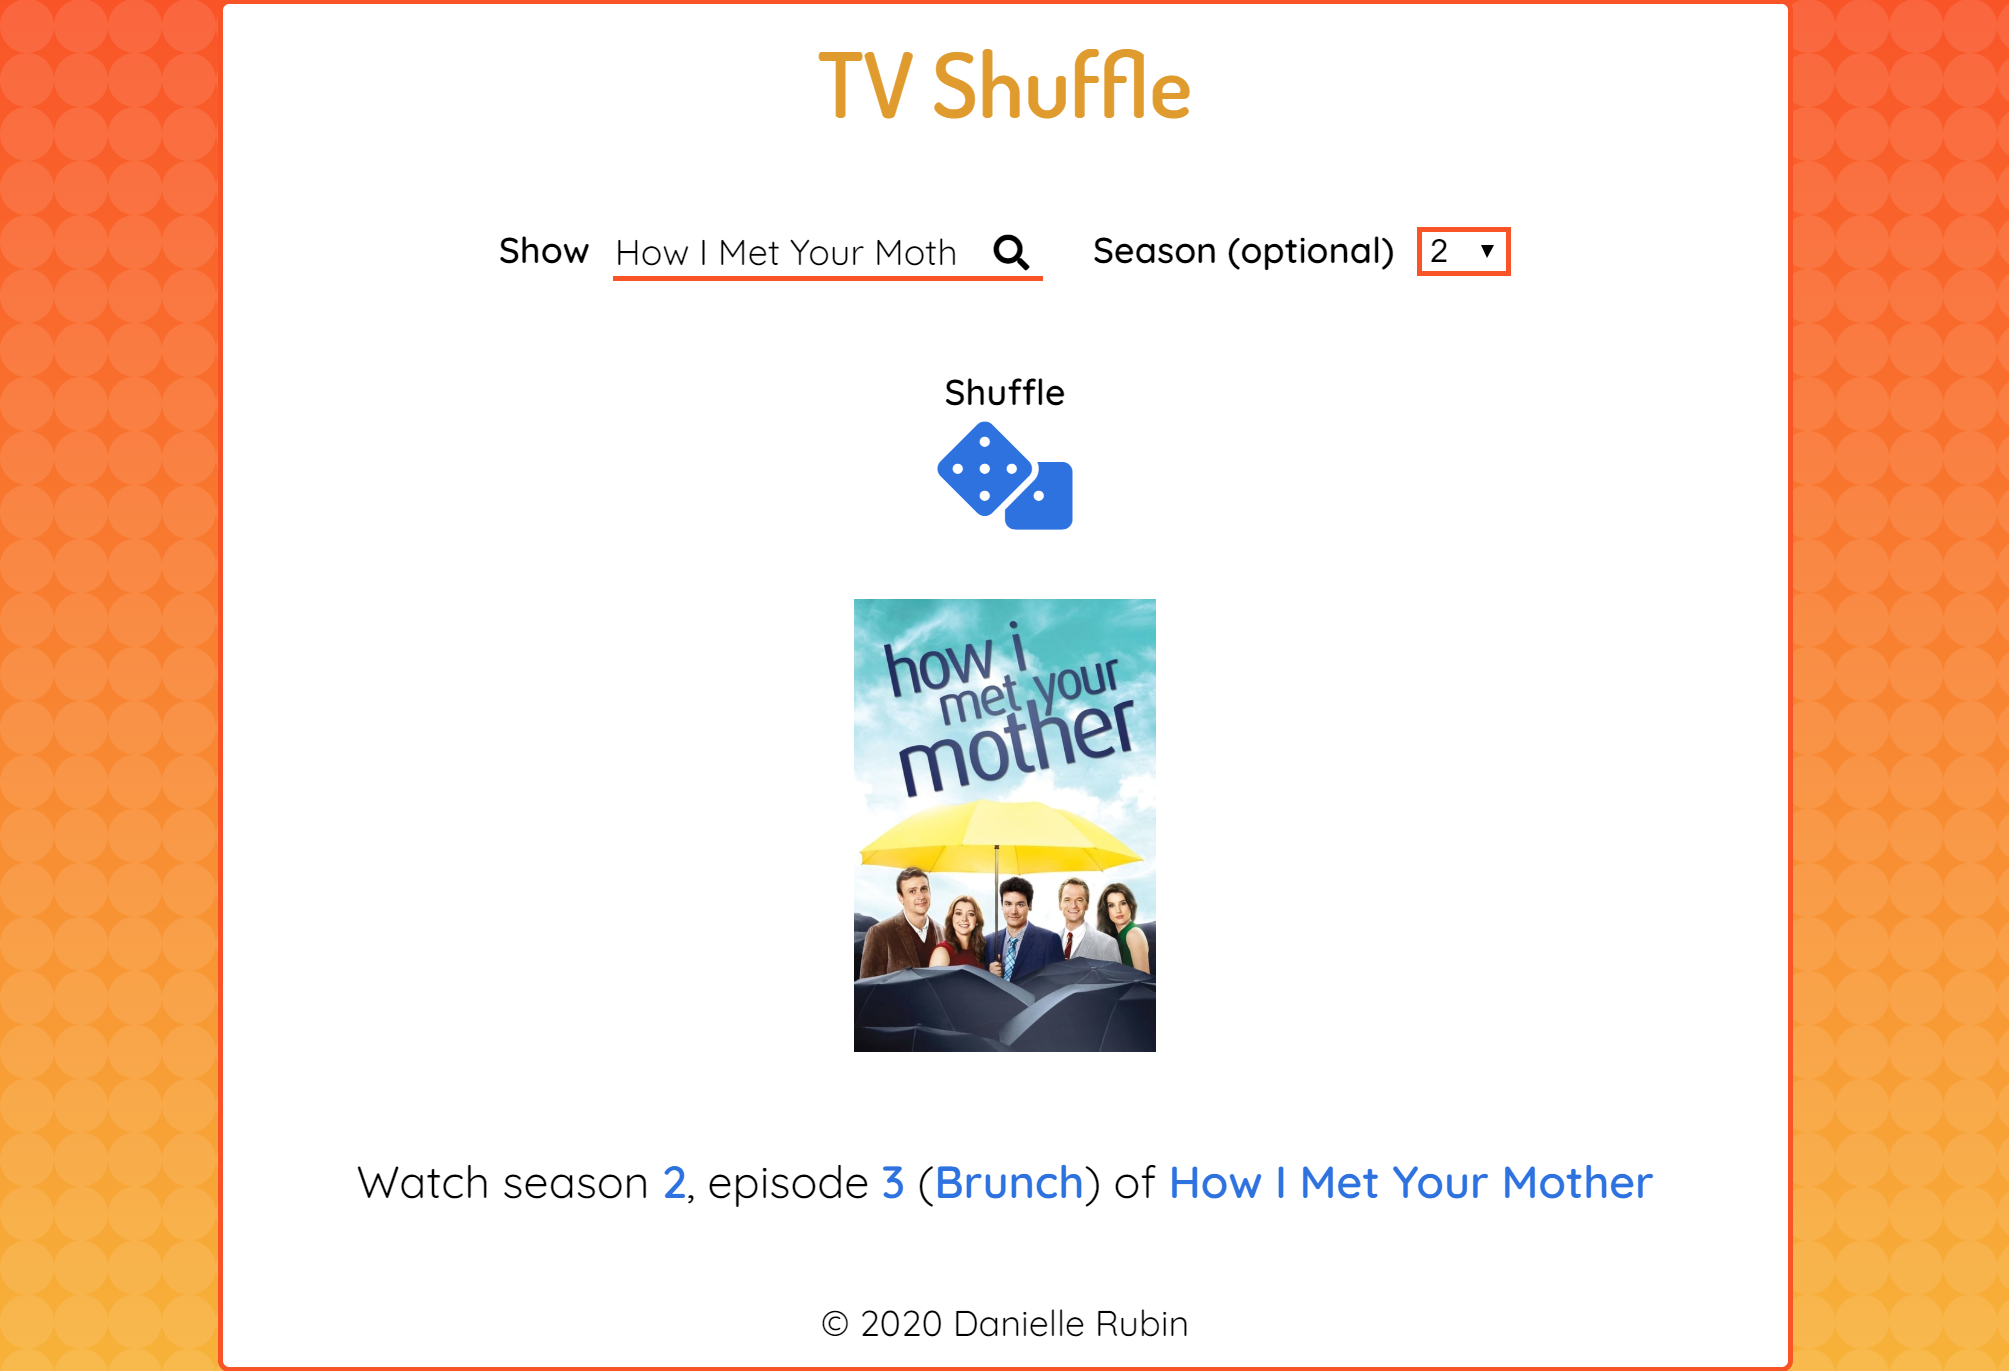 TV Shuffle
Show How I Met Your Moth Season (optional) 2
Shuffle
how i
met your
mother
Watch season 2, episode 3 (Brunch) of How I Met Your Mother
© 2020 Danielle Rubin